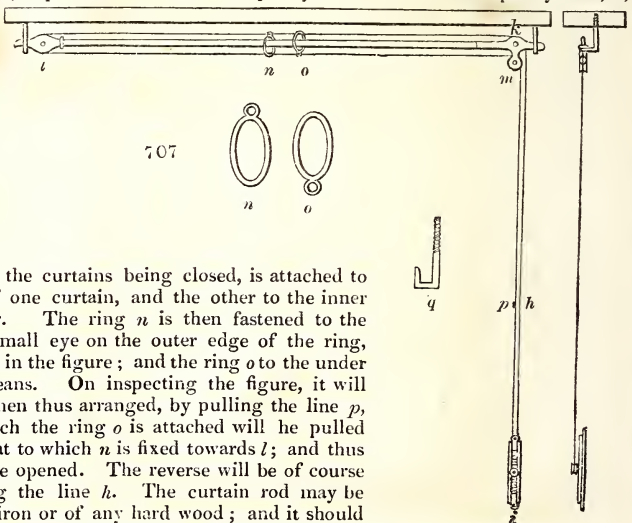 k
l n o m
707
n o
q
p h
the curtains being closed, is attached to
one curtain, and the other to the inner
The ring n is then fastened to the
mall eye on the outer edge of the ring,
in the figure; and the ring o to the under
eans. On inspecting the figure, it will
hen thus arranged, by pulling the line p,
ch the ring o is attached will he pulled
t to which n is fixed towards l; and thus
e opened. The reverse will be of course
g the line h. The curtain rod may be
iron or of any hard wood; and it should